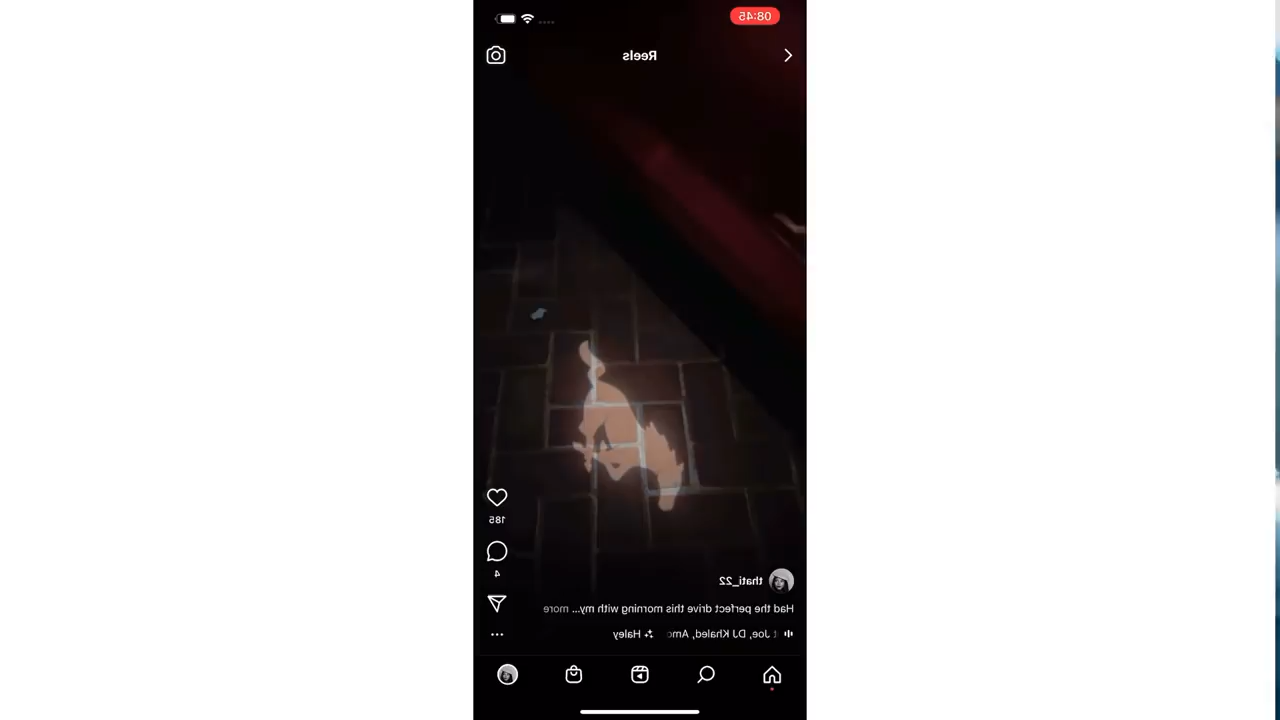 08:45
Reels
185
4
thati_22
Had the perfect drive this morning with my... more
t Joe, DJ Khaled, Amo
Haley